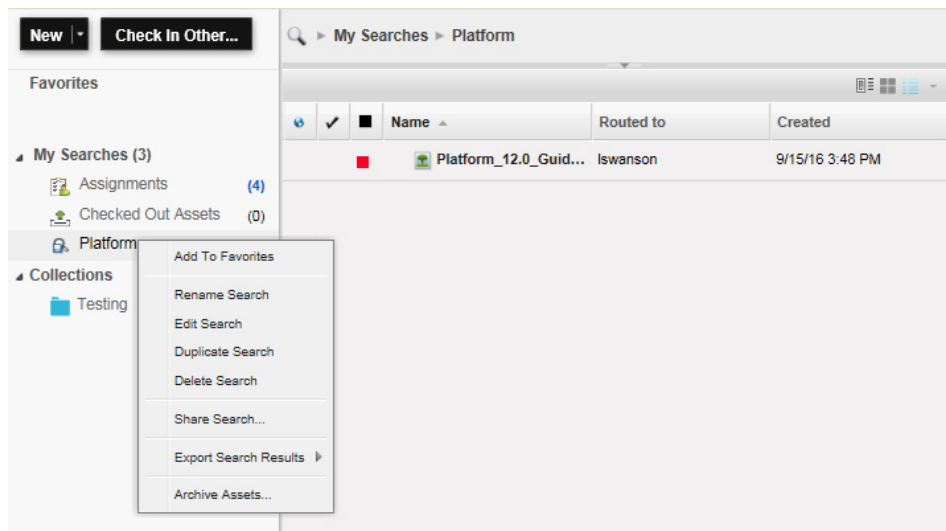 New
Check In Other...
My Searches Platform
Favorites
Name Routed to Created
My Searches (3)
Platform_12.0_Guid... lswanson 9/15/16 3:48 PM
Assignments (4)
Checked Out Assets (0)
Platform
Add To Favorites
Collections
Testing
Rename Search
Edit Search
Duplicate Search
Delete Search
Share Search...
Export Search Results
Archive Assets...